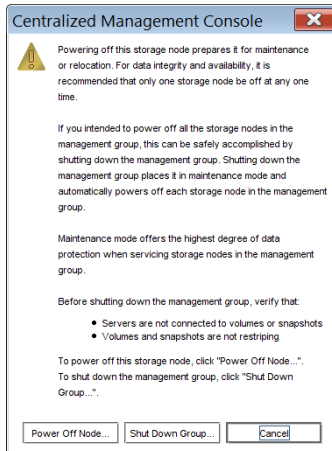 Centralized Management Console
Powering off this storage node prepares it for maintenance
or relocation. For data integrity and availability, it is
recommended that only one storage node be off at any one
time.
If you intended to power off all the storage nodes in the
management group, this can be safely accomplished by
shutting down the management group. Shutting down the
management group places it in maintenance mode and
automatically powers off each storage node in the management
group.
Maintenance mode offers the highest degree of data
protection when servicing storage nodes in the management
group.
Before shutting down the management group, verify that:
● Servers are not connected to volumes or snapshots
● Volumes and snapshots are not restriping
To power off this storage node, click "Power Off Node...".
To shut down the management group, click "Shut Down
Group...".
Power Off Node... Shut Down Group... Cancel